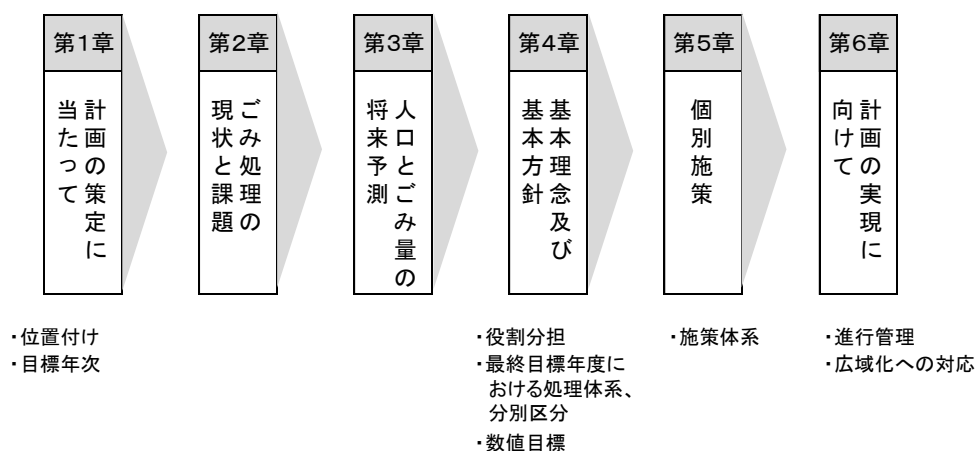 第1章
計画の策定に
当たって
第2章
ごみ処理の
現状と課題
第3章
人口とごみ量の
将来予測
第4章
基本理念及び
基本方針
第5章
個別施策
第6章
計画の実現に
向けて
・位置付け
・目標年次
・役割分担
・最終目標年度に
おける処理体系、
分別区分
・数値目標
・施策体系
・進行管理
・広域化への対応